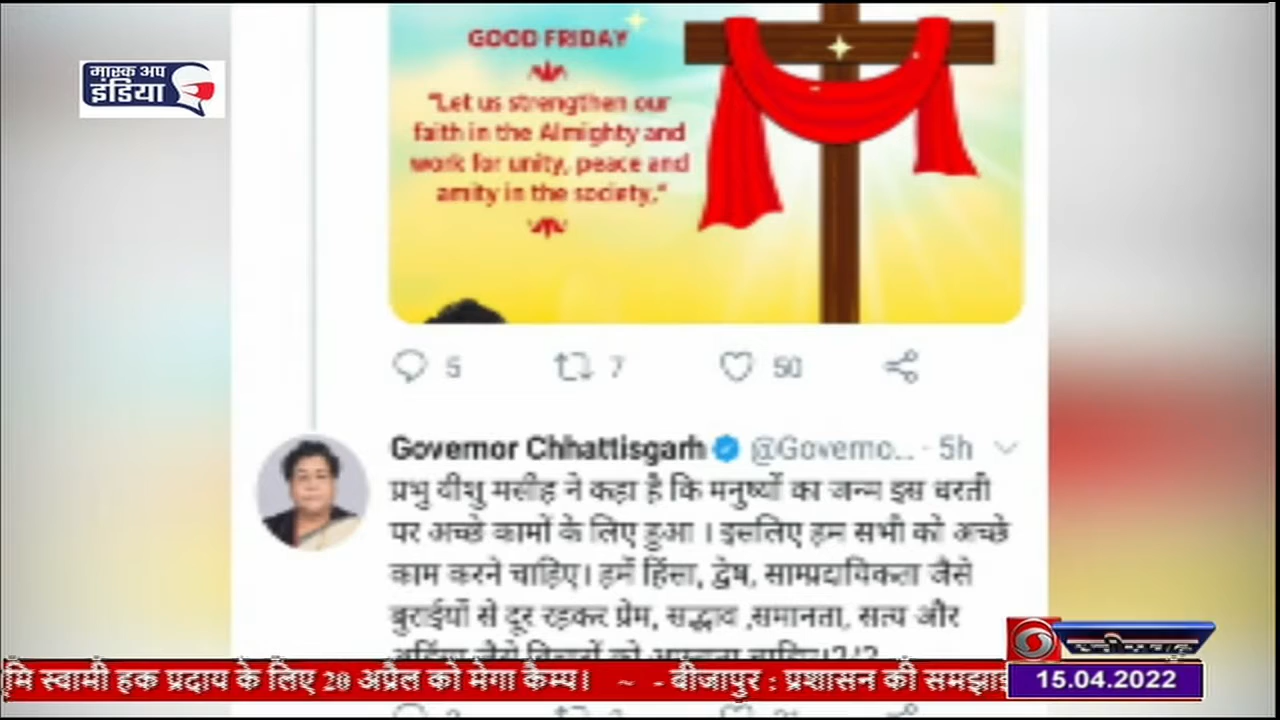 मास्क अप
इंडिया
GOOD FRIDAY
"Let us strengthen our
faith in the Almighty and
work for unity, peace and
amity in the society,"
5 7 50
Governor Chhattisgarh @Governo... · 5h
प्रभु यीशु मसीह ने कहा है कि मनुष्यों का जन्म इस धरती
पर अच्छे कामों के लिए हुआ । इसलिए हम सभी को अच्छे
काम करने चाहिए। हमें हिंसा, द्वेष, साम्प्रदायिकता जैसे
बुराईयों से दूर रहकर प्रेम, सद्भाव ,समानता, सत्य और
मि स्वामी हक प्रदाय के लिए 20 अप्रैल को मेगा कैम्प। ~ - बीजापुर : प्रशासन की समझाइ
15.04.2022